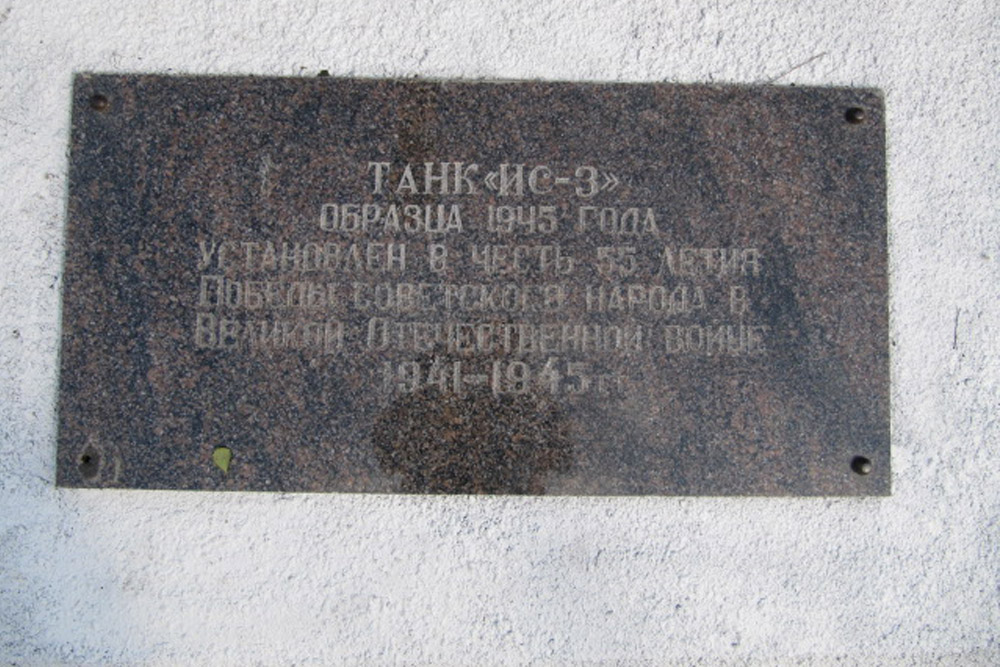 ТАНК «ИС-3»
ОБРАЗЦА 1945 ГОДА
УСТАНОВЛЕН В ЧЕСТЬ 55 ЛЕТИЯ
ПОБЕДЫ СОВЕТСКОГО НАРОДА В
ВЕЛИКОЙ ОТЕЧЕСТВЕННОЙ ВОЙНЕ
1941-1945 гг